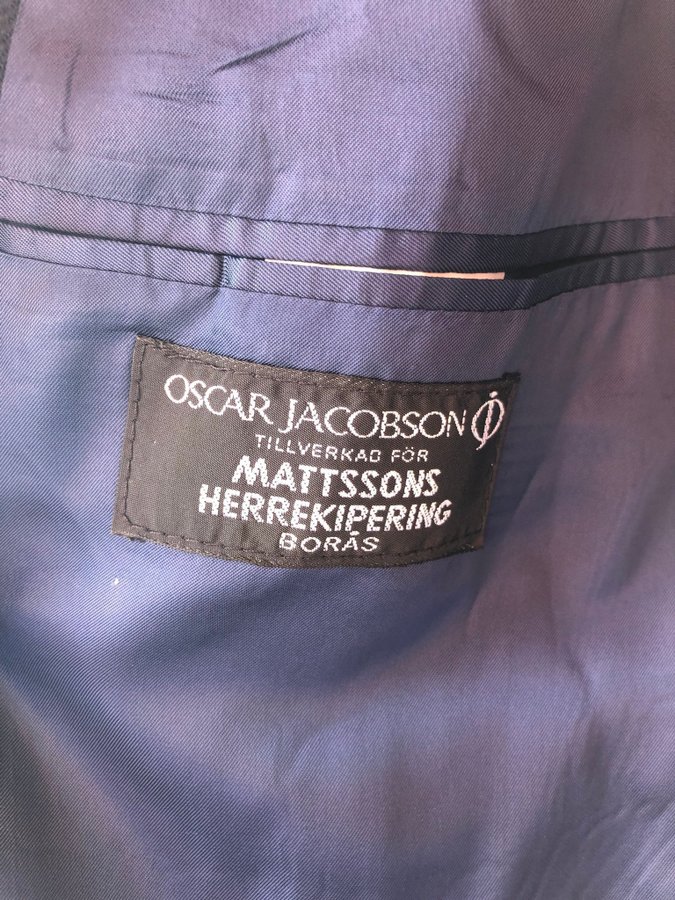 OSCAR JACOBSON
TILLVERKAD FÖR
MATTSSONS
HERREKIPERING
BORÅS